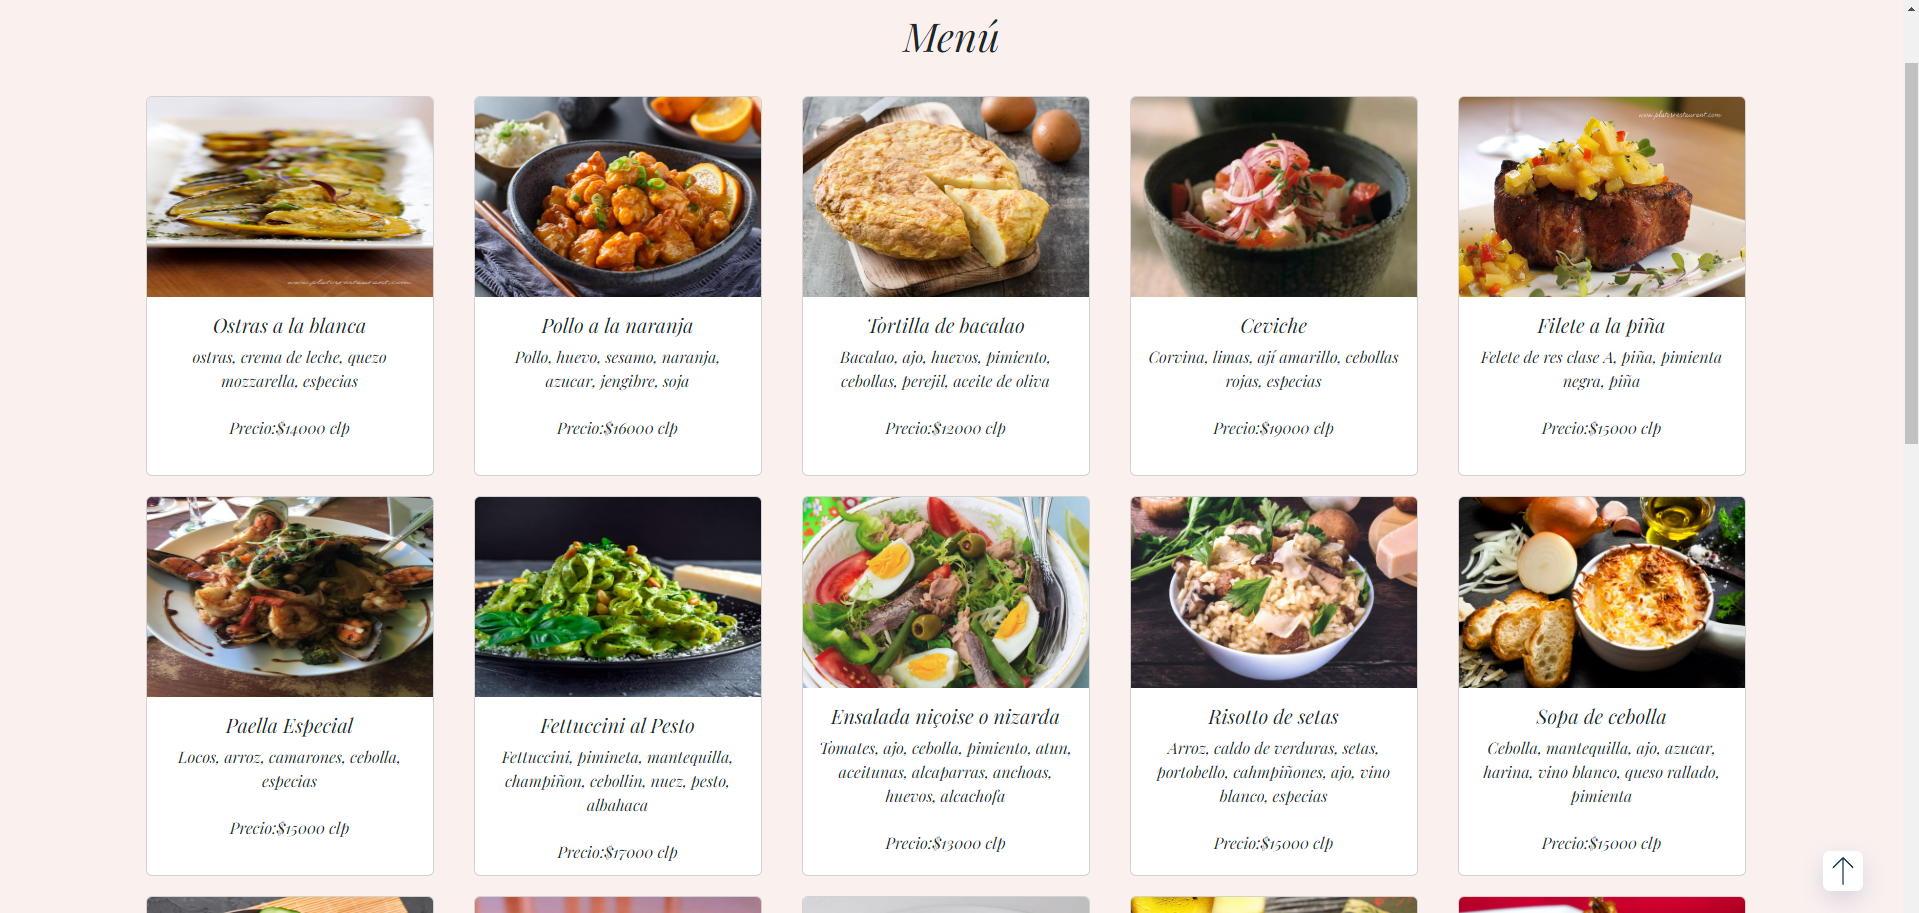 Menú
www.platosrestaurant.com
www.platosrestaurant.com
Ostras a la blanca
ostras, crema de leche, quezo
mozzarella, especias
Precio:$14000 clp
Pollo a la naranja
Pollo, huevo, sesamo, naranja,
azucar, jengibre, soja
Precio:$16000 clp
Tortilla de bacalao
Bacalao, ajo, huevos, pimiento,
cebollas, perejil, aceite de oliva
Precio:$12000 clp
Ceviche
Corvina, limas, ají amarillo, cebollas
rojas, especias
Precio:$19000 clp
Filete a la piña
Felete de res clase A, piña, pimienta
negra, piña
Precio:$15000 clp
Paella Especial
Locos, arroz, camarones, cebolla,
especias
Precio:$15000 clp
Fettuccini al Pesto
Fettuccini, pimineta, mantequilla,
champiñon, cebollin, nuez, pesto,
albahaca
Precio:$17000 clp
Ensalada niçoise o nizarda
Tomates, ajo, cebolla, pimiento, atun,
aceitunas, alcaparras, anchoas,
huevos, alcachofa
Precio:$13000 clp
Risotto de setas
Arroz, caldo de verduras, setas,
portobello, cahmpiñones, ajo, vino
blanco, especias
Precio:$15000 clp
Sopa de cebolla
Cebolla, mantequilla, ajo, azucar,
harina, vino blanco, queso rallado,
pimienta
Precio:$15000 clp